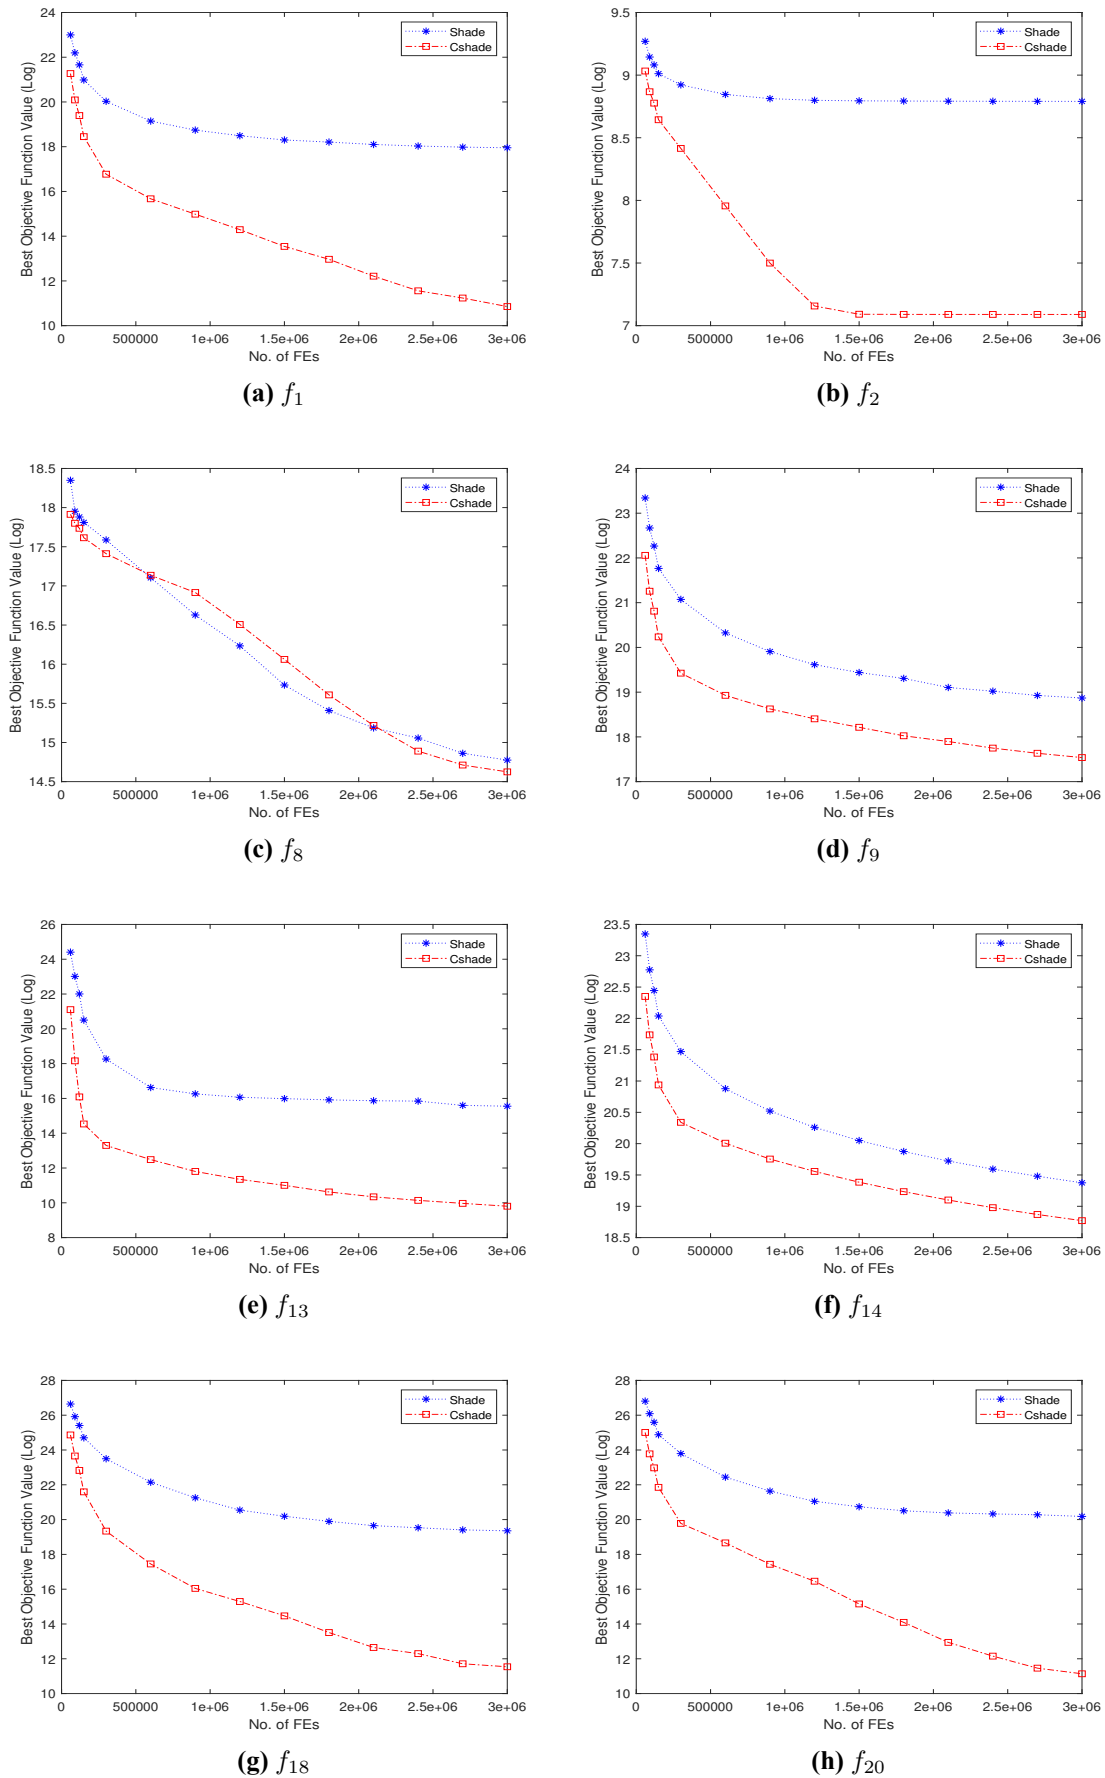 24
22
20
18
16
14
12
10
Best Objective Function Value (Log)
Shade
Cshade
0 500000 1e+06 1.5e+06 2e+06 2.5e+06 3e+06
No. of FEs
(a) f1
9.5
9
8.5
8
7.5
7
Best Objective Function Value (Log)
Shade
Cshade
0 500000 1e+06 1.5e+06 2e+06 2.5e+06 3e+06
No. of FEs
(b) f2
18.5
18
17.5
17
16.5
16
15.5
15
14.5
Best Objective Function Value (Log)
Shade
Cshade
0 500000 1e+06 1.5e+06 2e+06 2.5e+06 3e+06
No. of FEs
(c) f8
24
23
22
21
20
19
18
17
Best Objective Function Value (Log)
Shade
Cshade
0 500000 1e+06 1.5e+06 2e+06 2.5e+06 3e+06
No. of FEs
(d) f9
26
24
22
20
18
16
14
12
10
8
Best Objective Function Value (Log)
Shade
Cshade
0 500000 1e+06 1.5e+06 2e+06 2.5e+06 3e+06
No. of FEs
(e) f13
23.5
23
22.5
22
21.5
21
20.5
20
19.5
19
18.5
Best Objective Function Value (Log)
Shade
Cshade
0 500000 1e+06 1.5e+06 2e+06 2.5e+06 3e+06
No. of FEs
(f) f14
28
26
24
22
20
18
16
14
12
10
Best Objective Function Value (Log)
Shade
Cshade
0 500000 1e+06 1.5e+06 2e+06 2.5e+06 3e+06
No. of FEs
(g) f18
28
26
24
22
20
18
16
14
12
10
Best Objective Function Value (Log)
Shade
Cshade
0 500000 1e+06 1.5e+06 2e+06 2.5e+06 3e+06
No. of FEs
(h) f20